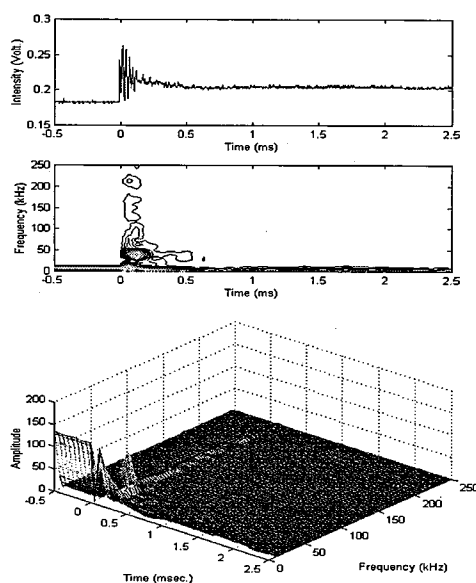 Intensity (Volt.)
0.3
0.25
0.2
0.15
-0.5 0 0.5 1 1.5 2 2.5
Time (ms)
Frequency (kHz)
250
200
150
100
50
0
-0.5 0 0.5 1 1.5 2 2.5
Time (ms)
Amplitude
200
150
100
50
0
-0.5 0 0.5 1 1.5 2 2.5
Time (msec.)
0 50 100 150 200 250
Frequency (kHz)